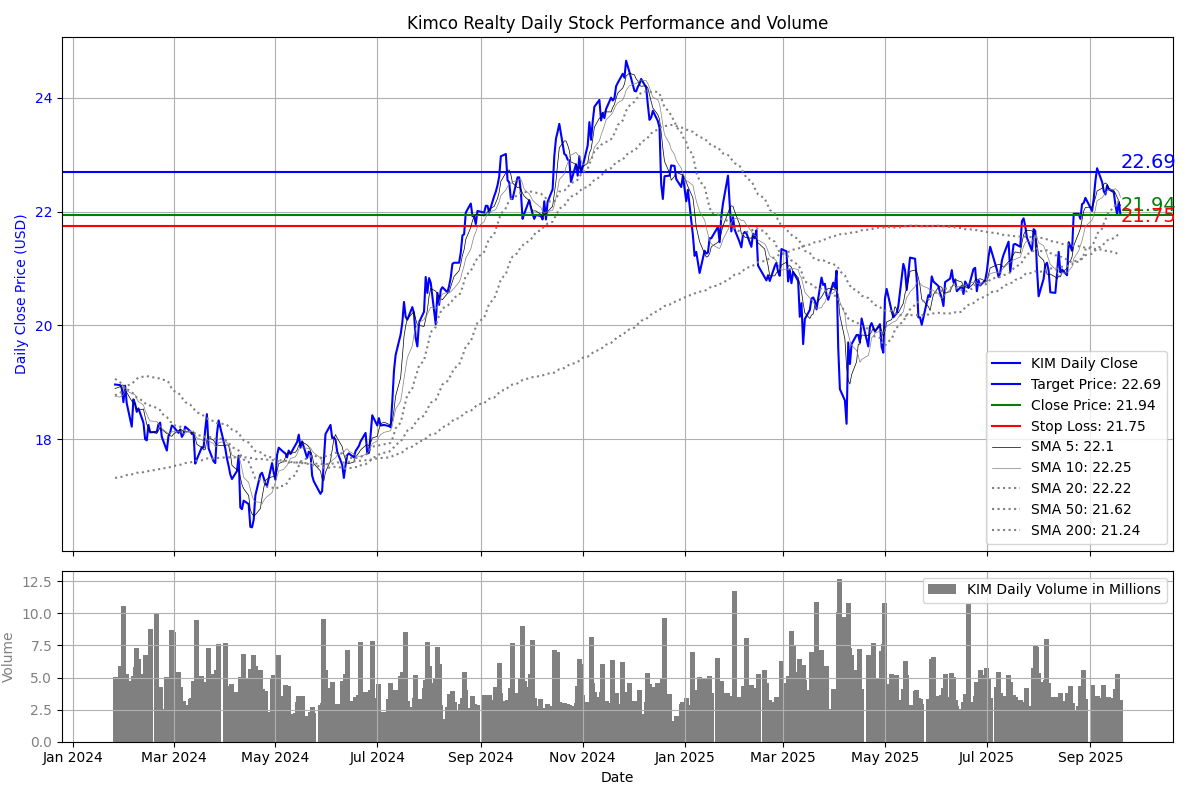 Kimco Realty Daily Stock Performance and Volume
Daily Close Price (USD)
24
22
20
18
22.69
21.94
21.75
KIM Daily Close
Target Price: 22.69
Close Price: 21.94
Stop Loss: 21.75
SMA 5: 22.1
SMA 10: 22.25
SMA 20: 22.22
SMA 50: 21.62
SMA 200: 21.24
Volume
12.5
10.0
7.5
5.0
2.5
0.0
KIM Daily Volume in Millions
Jan 2024 Mar 2024 May 2024 Jul 2024 Sep 2024 Nov 2024 Jan 2025 Mar 2025 May 2025 Jul 2025 Sep 2025
Date